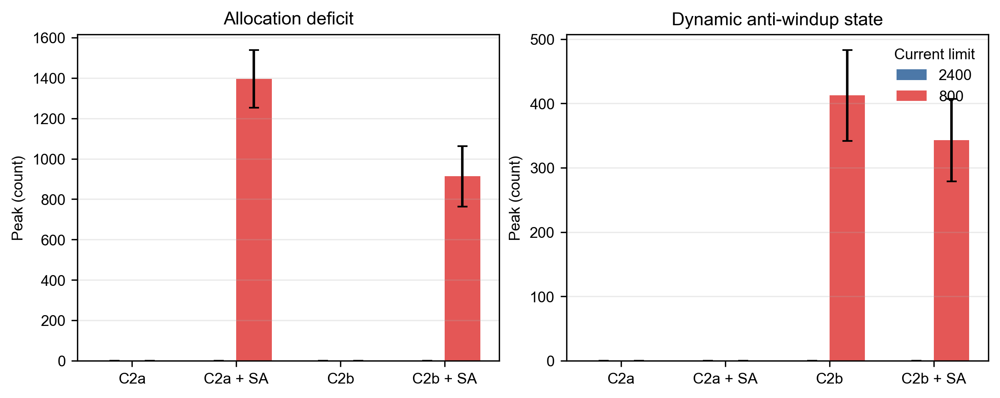 Allocation deficit
1600
1400
1200
1000
800
600
400
200
0
Peak (count)
C2a
C2a + SA
C2b
C2b + SA
Dynamic anti-windup state
500
400
300
200
100
0
Peak (count)
C2a
C2a + SA
C2b
C2b + SA
Current limit
2400
800